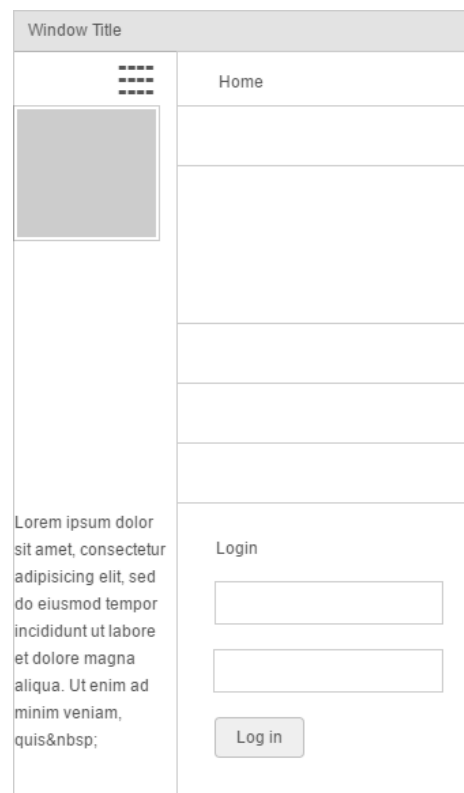 Window Title
Home
Lorem ipsum dolor
sit amet, consectetur
adipisicing elit, sed
do eiusmod tempor
incididunt ut labore
et dolore magna
aliqua. Ut enim ad
minim veniam,
quis&nbsp;
Login
Log in